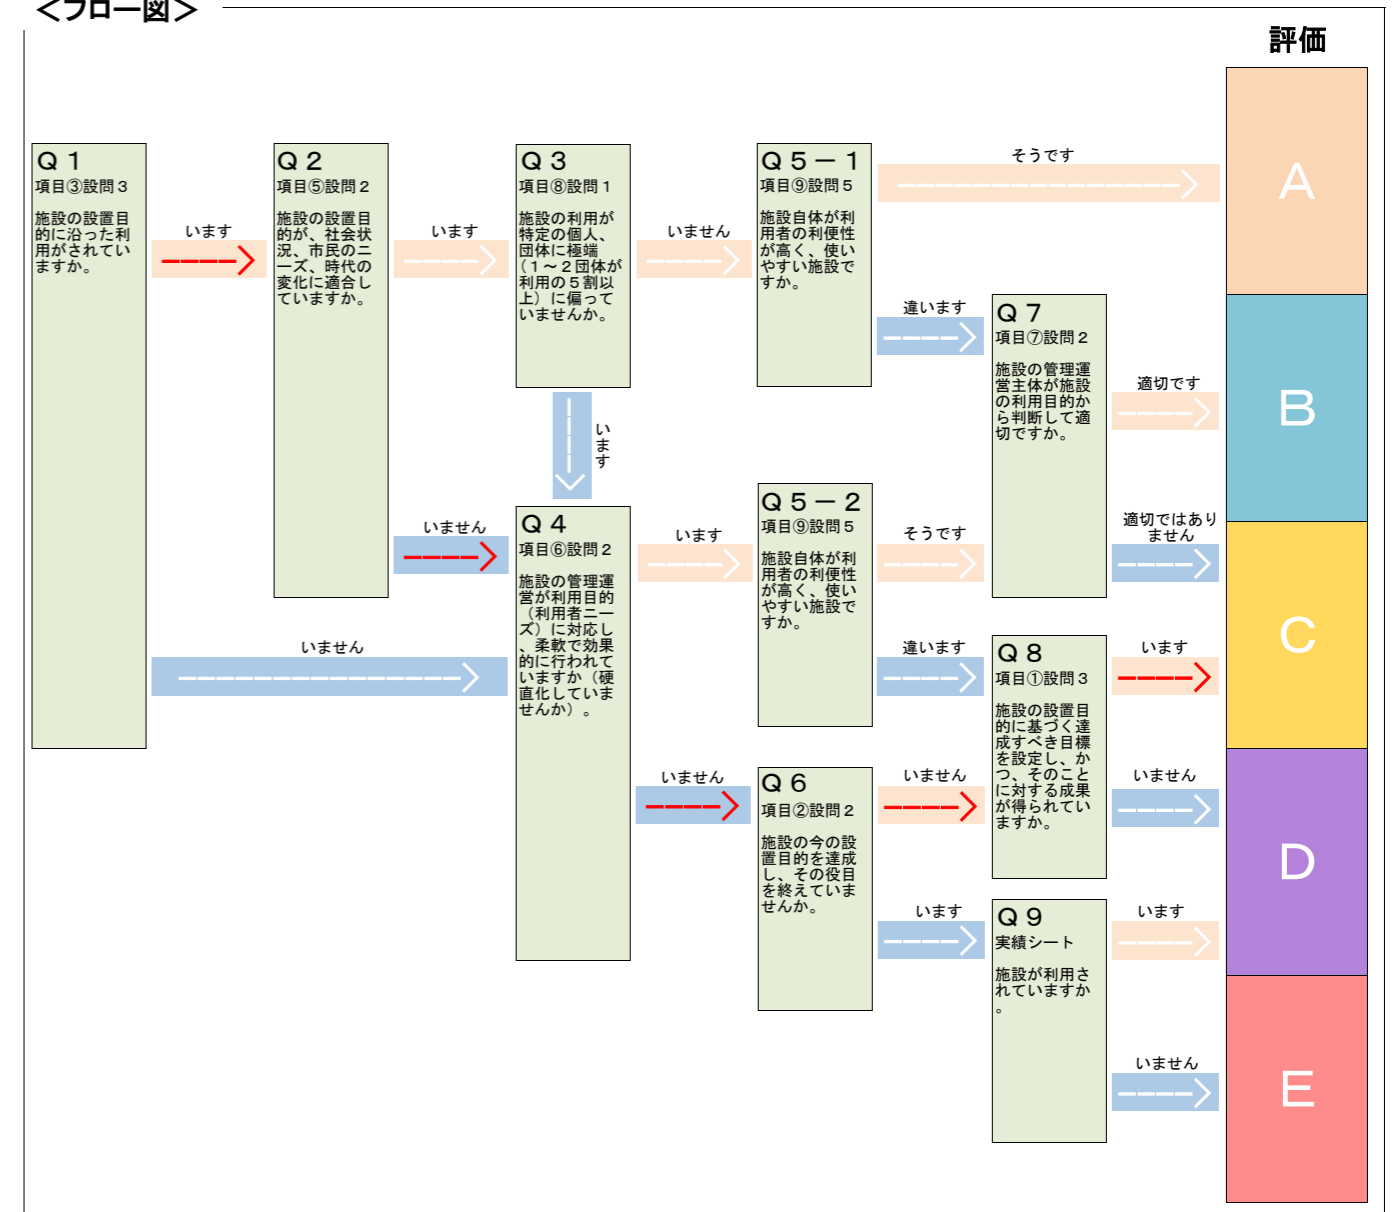 ＜フロー図＞
評価
Ｑ１
項目③設問３
施設の設置目
的に沿った利
用がされてい
ますか。
います
いません
Ｑ２
項目⑤設問２
施設の設置目
的が、社会状
況、市民のニ
ーズ、時代の
変化に適合し
ていますか。
います
いません
Ｑ３
項目⑧設問１
施設の利用が
特定の個人、
団体に極端
（１～２団体が
利用の５割以
上）に偏って
いませんか。
いません
います
Ｑ４
項目⑥設問２
施設の管理運
営が利用目的
（利用者ニー
ズ）に対応し
、柔軟で効果
的に行われて
いますか（硬
直化していま
せんか）。
います
いません
Ｑ５－１
項目⑨設問５
施設自体が利
用者の利便性
が高く、使い
やすい施設で
すか。
そうです
違います
Ｑ５－２
項目⑨設問５
施設自体が利
用者の利便性
が高く、使い
やすい施設で
すか。
そうです
違います
Ｑ６
項目②設問２
施設の今の設
置目的を達成
し、その役目
を終えていま
せんか。
いません
います
Ｑ７
項目⑦設問２
施設の管理運
営主体が施設
の利用目的か
ら判断して適
切ですか。
適切です
適切ではあり
ません
Ｑ８
項目①設問３
施設の設置目
的に基づく達
成すべき目標
を設定し、か
つ、そのこと
に対する成果
が得られてい
ますか。
います
いません
Ｑ９
実績シート
施設が利用さ
れていますか
。
います
いません
Ａ
Ｂ
Ｃ
Ｄ
Ｅ